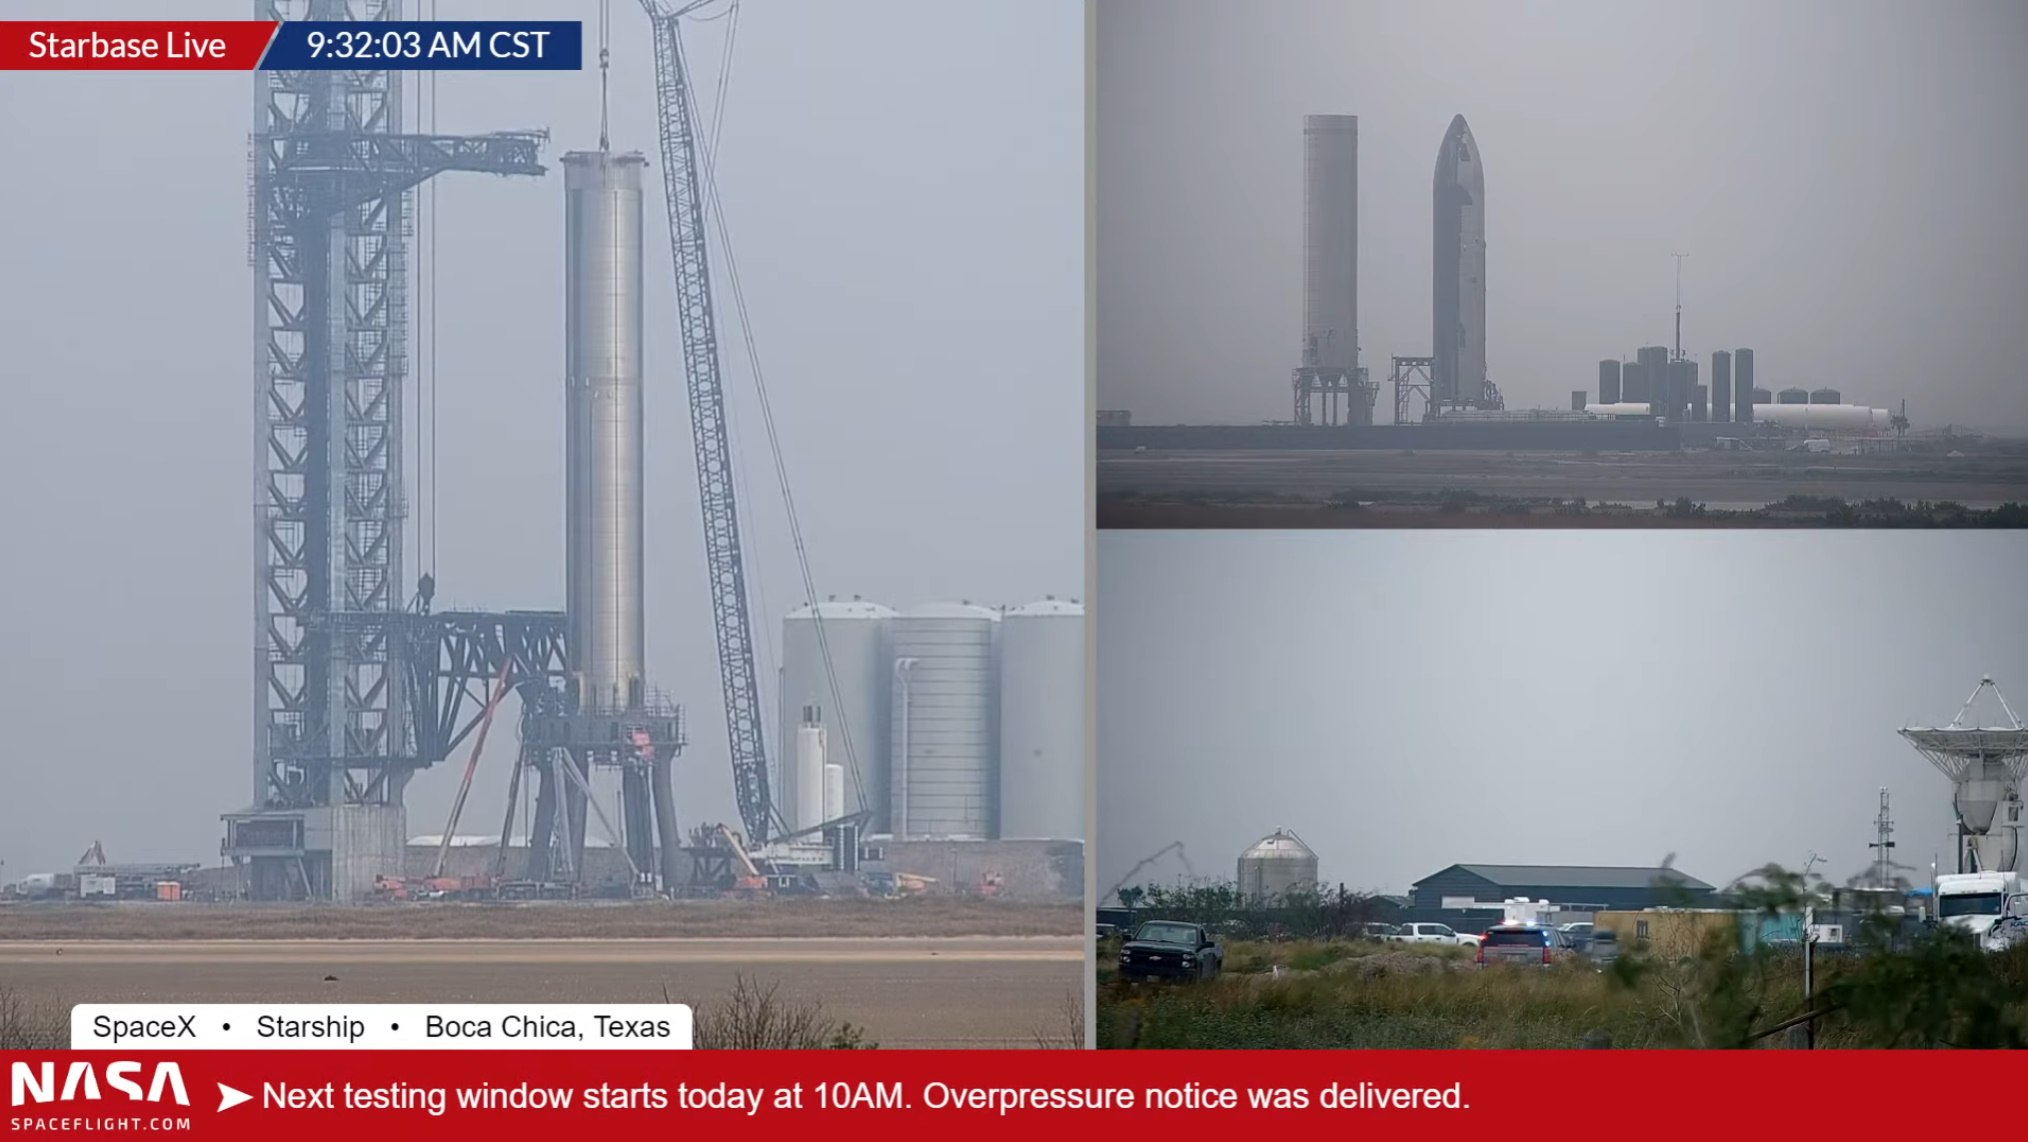 Starbase Live
9:32:03 AM CST
SpaceX • Starship • Boca Chica, Texas
NASA
SPACEFLIGHT.COM
Next testing window starts today at 10AM. Overpressure notice was delivered.